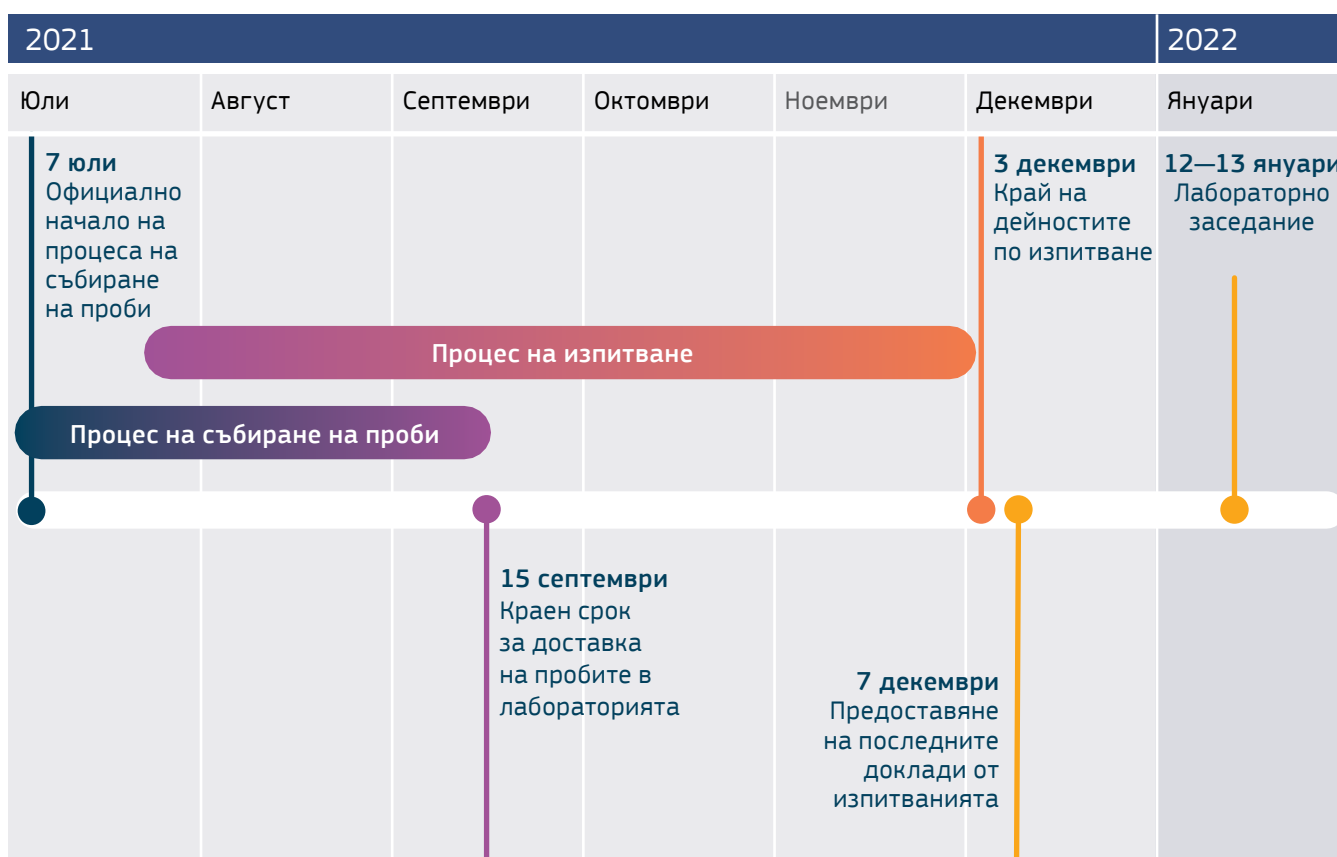 2021
2022
Юли
Август
Септември
Октомври
Ноември
Декември
Януари
7 юли
Официално
начало на
процеса на
събиране
на проби
3 декември
Край на
дейностите
по изпитване
12—13 януари
Лабораторно
заседание
Процес на изпитване
Процес на събиране на проби
15 септември
Краен срок
за доставка
на пробите в
лабораторията
7 декември
Предоставяне
на последните
доклади от
изпитванията